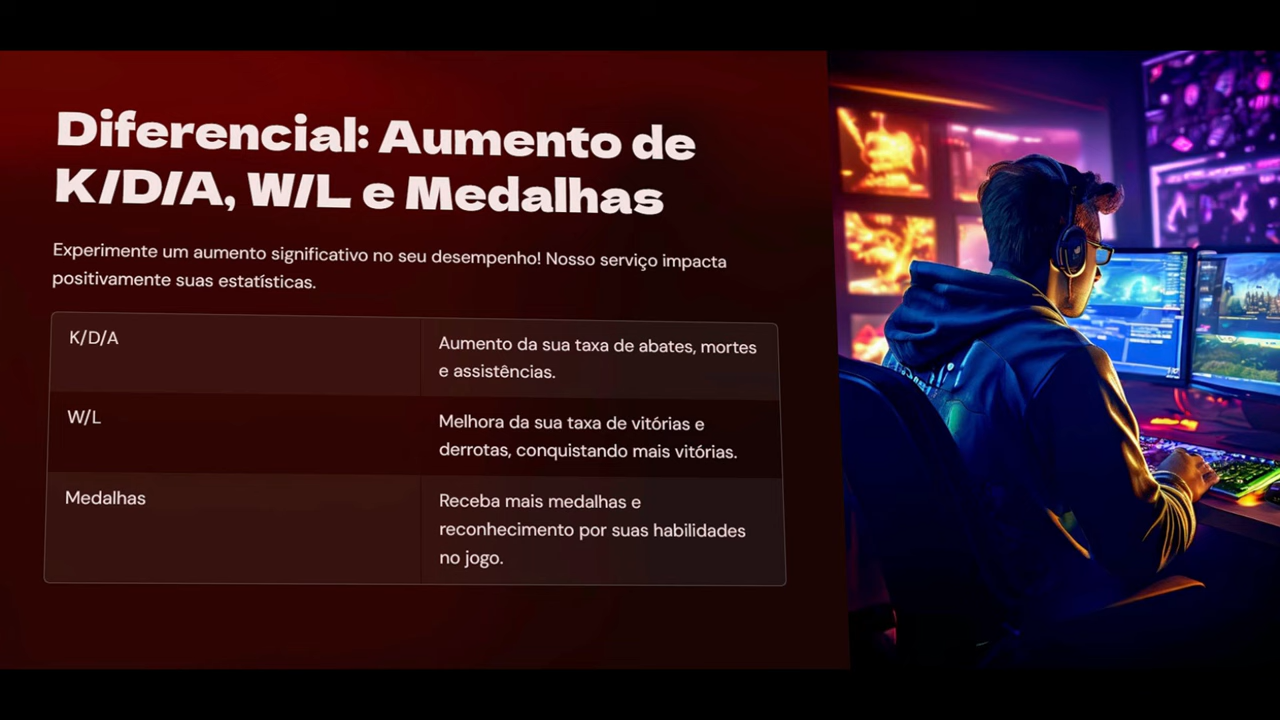 Diferencial: Aumento de
K/D/A, W/L e Medalhas
Experimente um aumento significativo no seu desempenho! Nosso serviço impacta
positivamente suas estatísticas.
K/D/A
Aumento da sua taxa de abates, mortes
e assistências.
W/L
Melhora da sua taxa de vitórias e
derrotas, conquistando mais vitórias.
Medalhas
Receba mais medalhas e
reconhecimento por suas habilidades
no jogo.